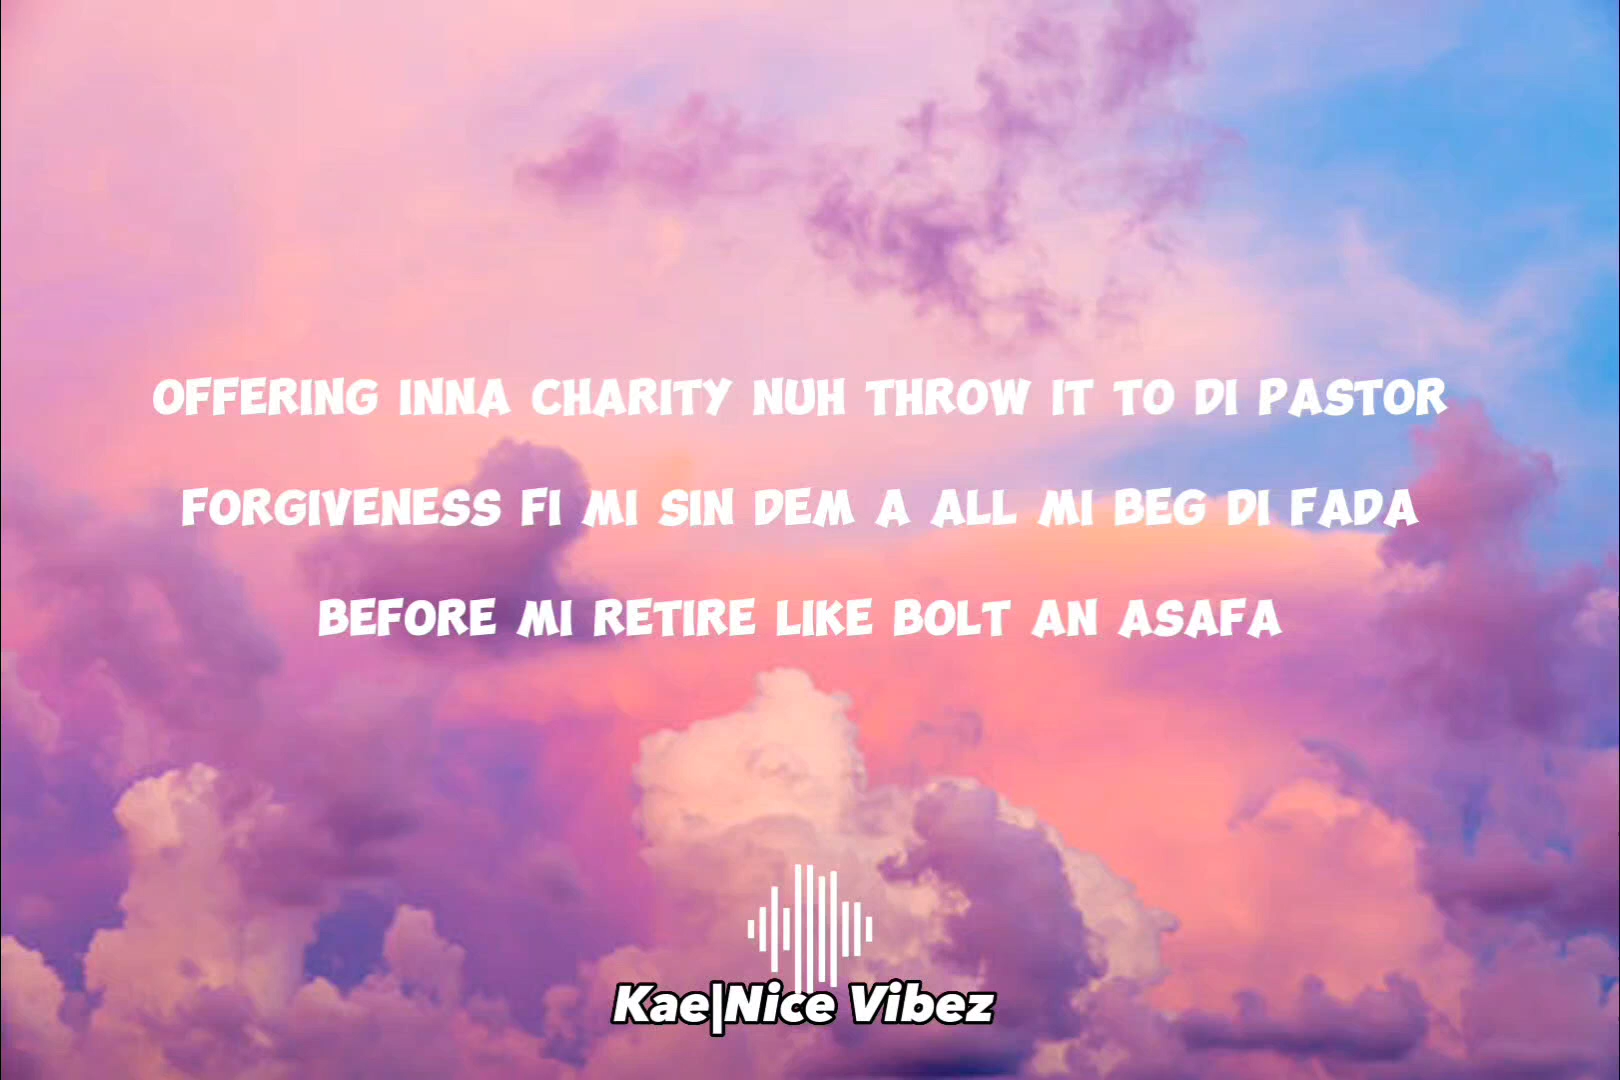 OFFERING INNA CHARITY NUH THROW IT TO DI PASTOR
FORGIVENESS FI MI SIN DEM A ALL MI BEG DI FADA
BEFORE MI RETIRE LIKE BOLT AN ASAFA
Kae|Nice Vibez